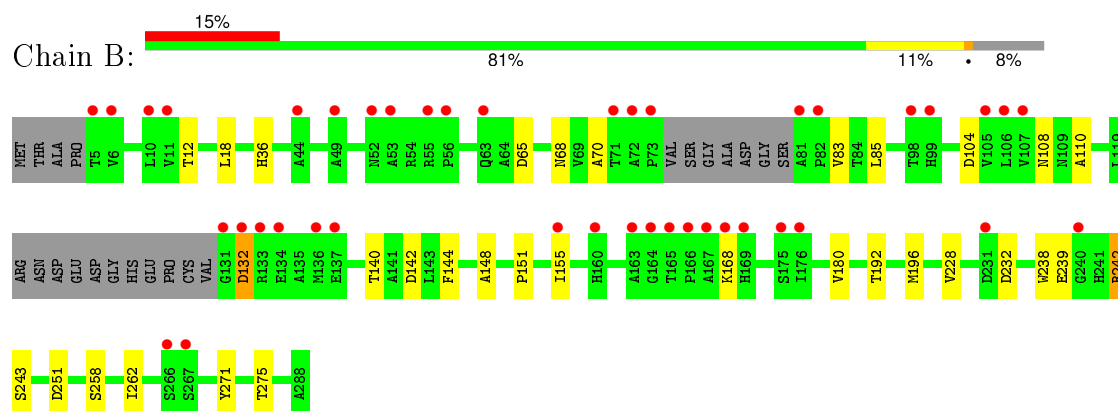 15%
Chain B:
81% 11% • 8%
MET THR ALA PRO T5 V6 L10 V11 T12 L18 H36 A44 A49 N52 A53 R54 R55 P56 Q63 A64 D65 N68 V69 A70 T71 A72 P73 VAL SER GLY ALA ASP GLY SER A81 P82 V83 T84 L85 T98 H99 D104 V105 L106 V107 N108 N109 A110 L119
ARG ASN ASP GLU ASP GLY HIS GLU PRO CYS VAL G131 D132 R133 E134 A135 M136 E137 T140 A141 D142 L143 F144 A148 P151 I155 H160 A163 G164 T165 P166 A167 K168 H169 S175 I176 V180 T192 M196 V228 D231 D232 W238 E239 G240 H241
S243 D251 S258 I262 S266 S267 Y271 T275 A288